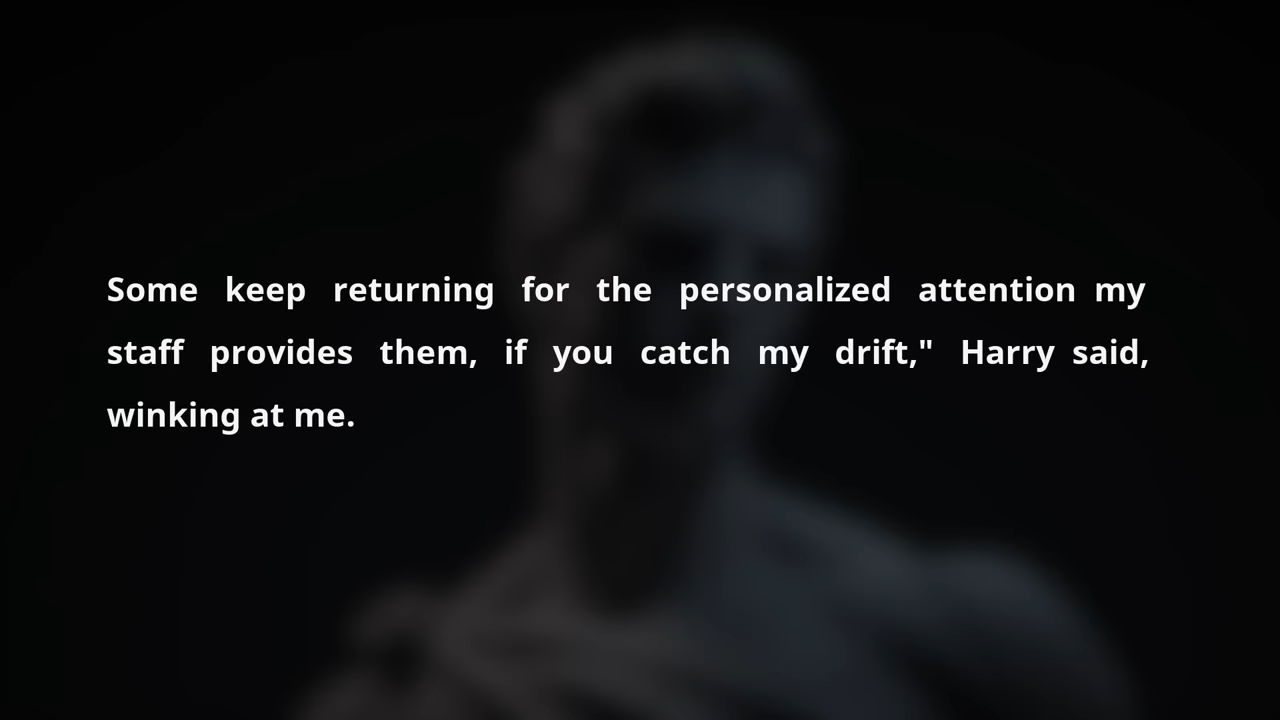 Some keep returning for the personalized attention my
staff provides them, if you catch my drift," Harry said,
winking at me.